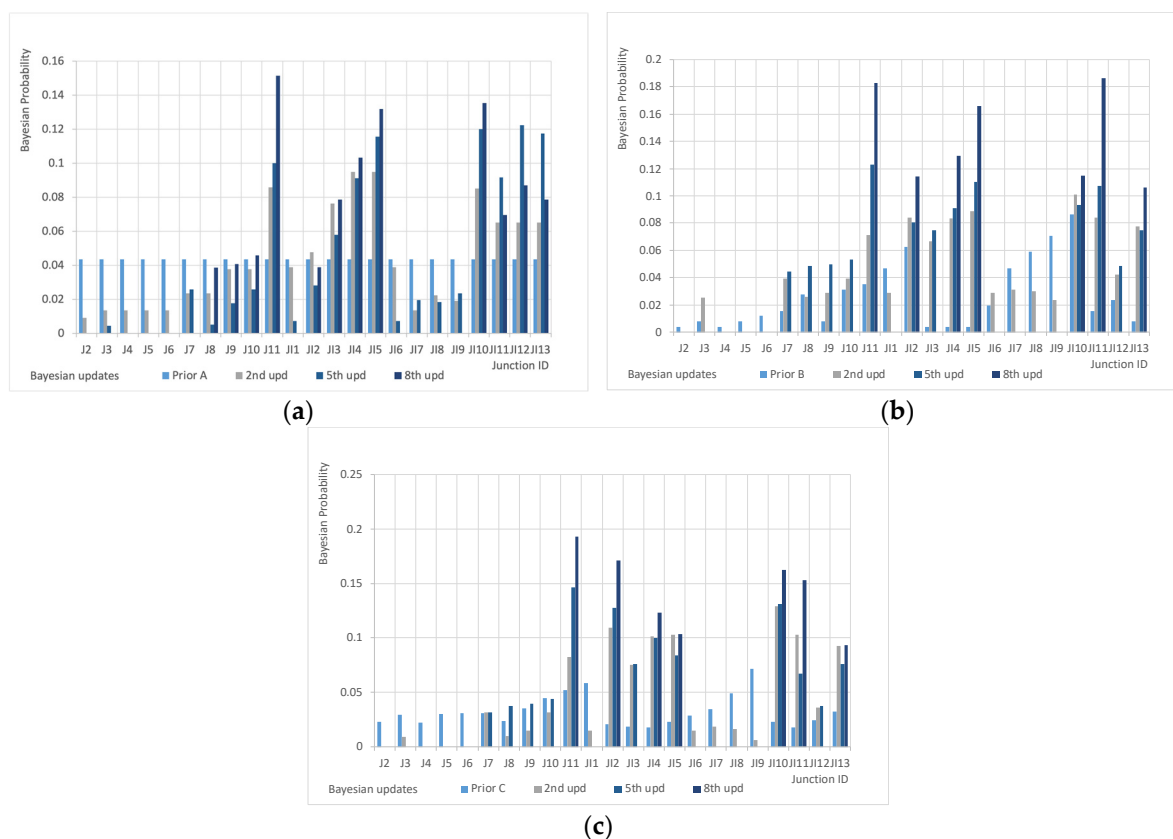 Bayesian Probability
0.16
0.14
0.12
0.1
0.08
0.06
0.04
0.02
0
J2 J3 J4 J5 J6 J7 J8 J9 J10 J11 JI1 JI2 JI3 JI4 JI5 JI6 JI7 JI8 JI9 JI10 JI11 JI12 JI13
Junction ID
Bayesian updates Prior A 2nd upd 5th upd 8th upd
(a)
Bayesian Probability
0.2
0.18
0.16
0.14
0.12
0.1
0.08
0.06
0.04
0.02
0
J2 J3 J4 J5 J6 J7 J8 J9 J10 J11 JI1 JI2 JI3 JI4 JI5 JI6 JI7 JI8 JI9 JI10 JI11 JI12 JI13
Junction ID
Bayesian updates Prior B 2nd upd 5th upd 8th upd
(b)
Bayesian Probability
0.25
0.2
0.15
0.1
0.05
0
J2 J3 J4 J5 J6 J7 J8 J9 J10 J11 JI1 JI2 JI3 JI4 JI5 JI6 JI7 JI8 JI9 JI10 JI11 JI12 JI13
Junction ID
Bayesian updates Prior C 2nd upd 5th upd 8th upd
(c)